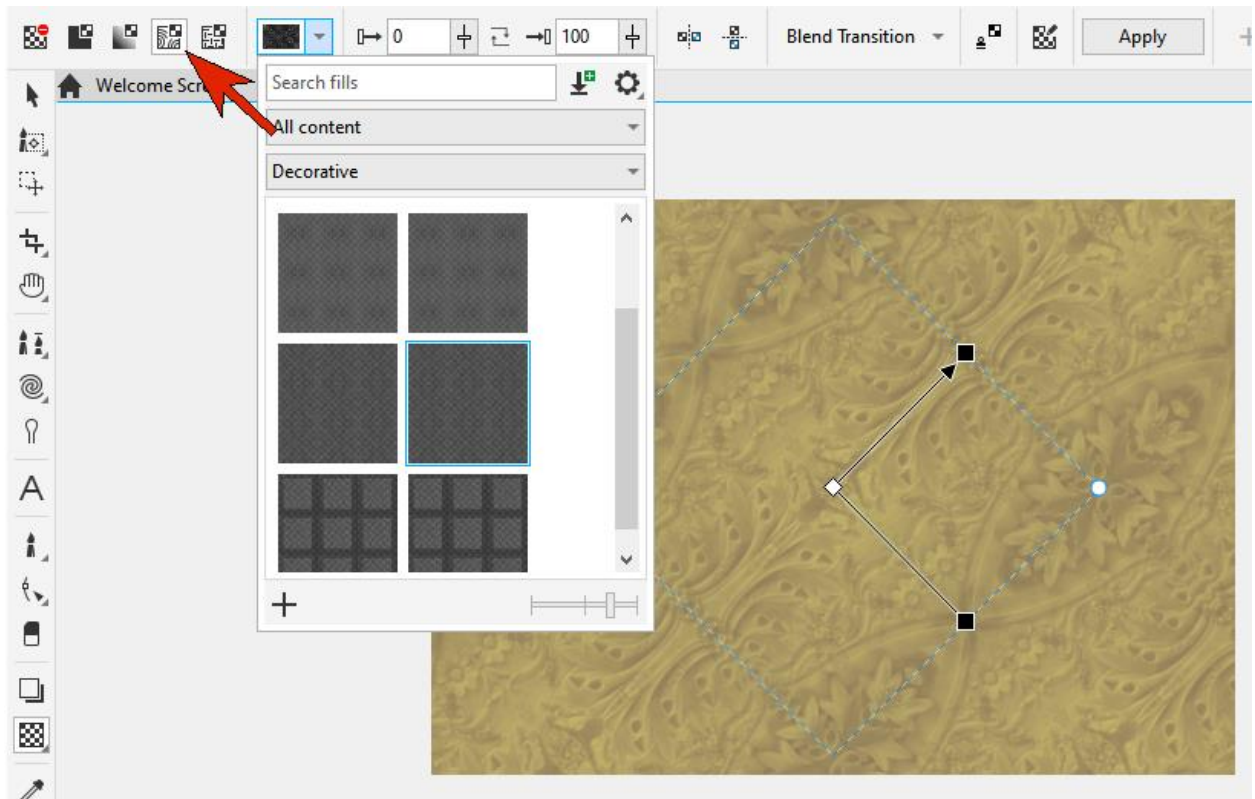 0
100
Blend Transition
Apply
Welcome Scr
Search fills
All content
Decorative